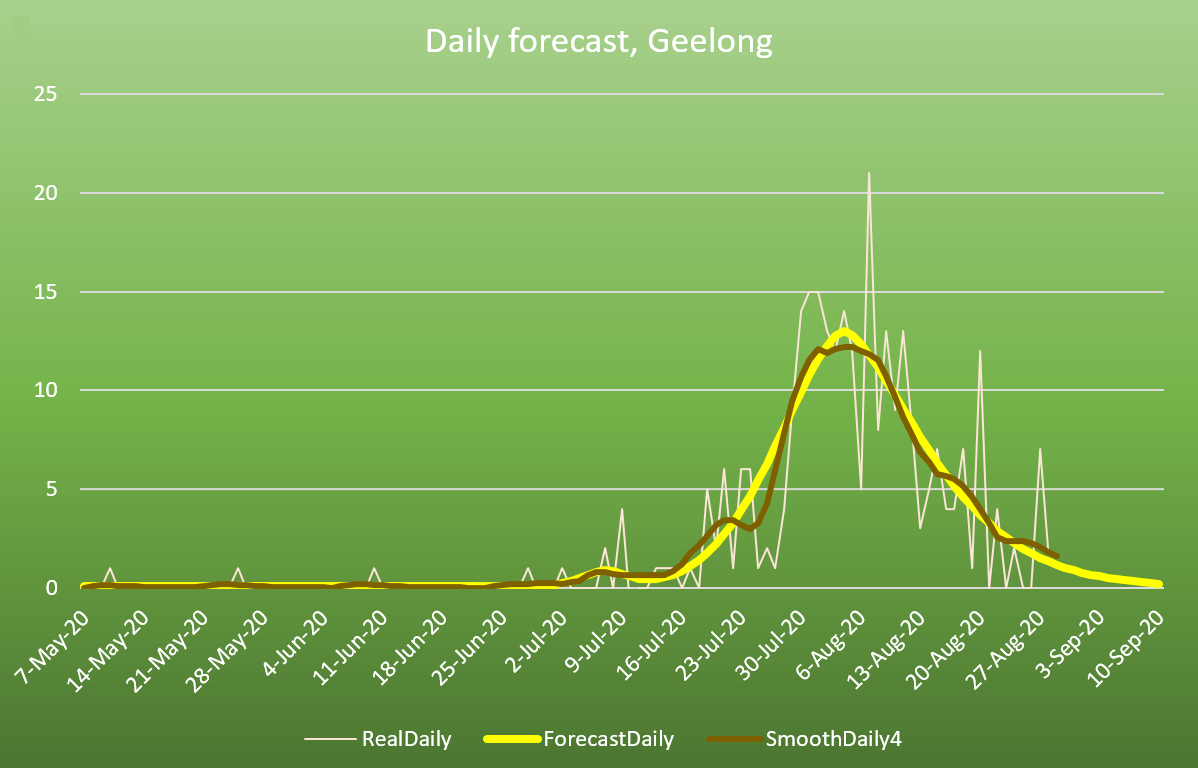 Daily forecast, Geelong
25
20
15
10
5
0
7-May-20
14-May-20
21-May-20
28-May-20
4-Jun-20
11-Jun-20
18-Jun-20
25-Jun-20
2-Jul-20
9-Jul-20
16-Jul-20
23-Jul-20
30-Jul-20
6-Aug-20
13-Aug-20
20-Aug-20
27-Aug-20
3-Sep-20
10-Sep-20
RealDaily ForecastDaily SmoothDaily4